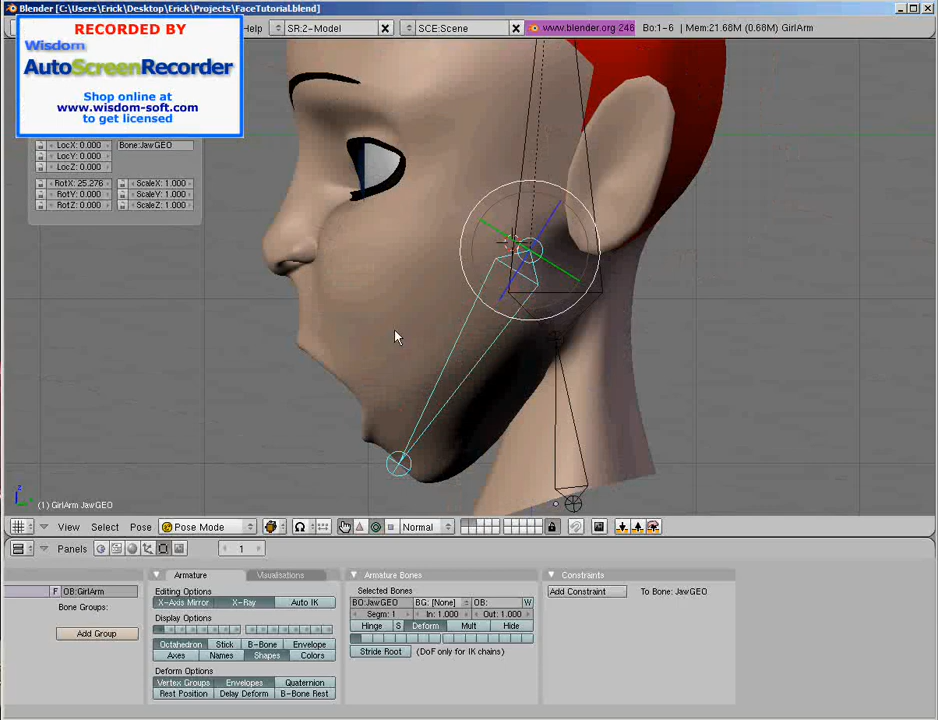 Blender [C:\Users\Erick\Desktop\Erick\Projects\FaceTutorial.blend]
RECORDED BY
Wisdom
AutoScreenRecorder
Shop online at
www.wisdom-soft.com
to get licensed
Help SR:2-Model SCE:Scene www.blender.org 246 Bo:1-6 | Mem:21.68M (0.68M) GirlArm
LocX: 0.000 Bone:JawGEO
LocY: 0.000
LocZ: 0.000
RotX: 25.276 ScaleX: 1.000
RotY: 0.000 ScaleY: 1.000
RotZ: 0.000 ScaleZ: 1.000
(1) GirlArm JawGEO
View Select Pose Pose Mode Normal
Panels 1
F OB:GirlArm
Bone Groups:
Add Group
Armature Visualisations
Editing Options
X-Axis Mirror X-Ray Auto IK
Display Options
Octahedron Stick B-Bone Envelope
Axes Names Shapes Colors
Deform Options
Vertex Groups Envelopes Quaternion
Rest Position Delay Deform B-Bone Rest
Armature Bones
Selected Bones
BO:JawGEO BG: [None] OB: W
Segm: 1 In: 1.000 Out: 1.000
Hinge S Deform Mult Hide
Stride Root (DoF only for IK chains)
Constraints
Add Constraint To Bone: JawGEO